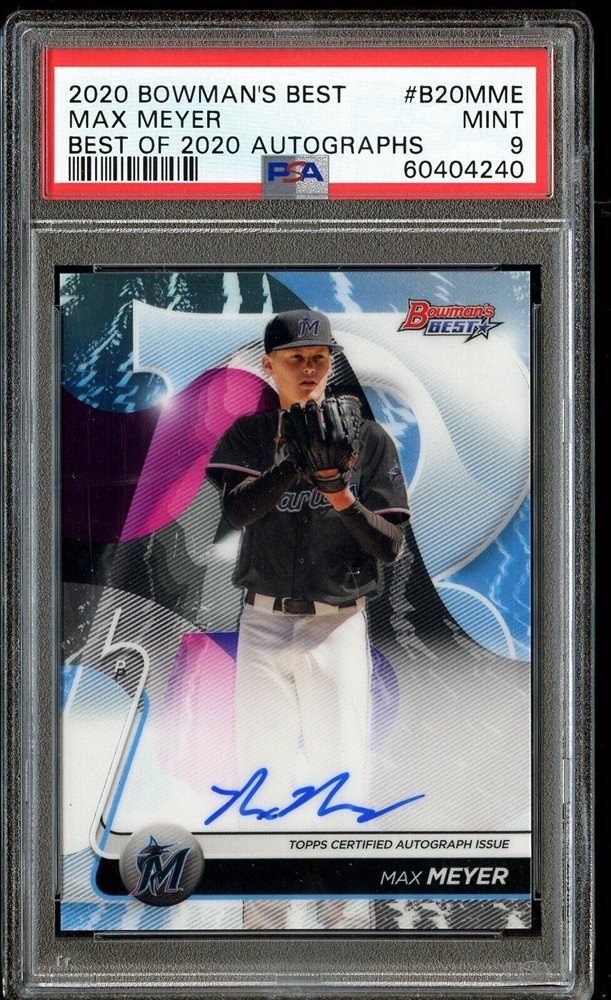 2020 BOWMAN'S BEST #B20MME
MAX MEYER MINT
BEST OF 2020 AUTOGRAPHS 9
PSA 60404240
Bowman's
BEST
M
arlin
P
TOPPS CERTIFIED AUTOGRAPH ISSUE
M
MAX MEYER